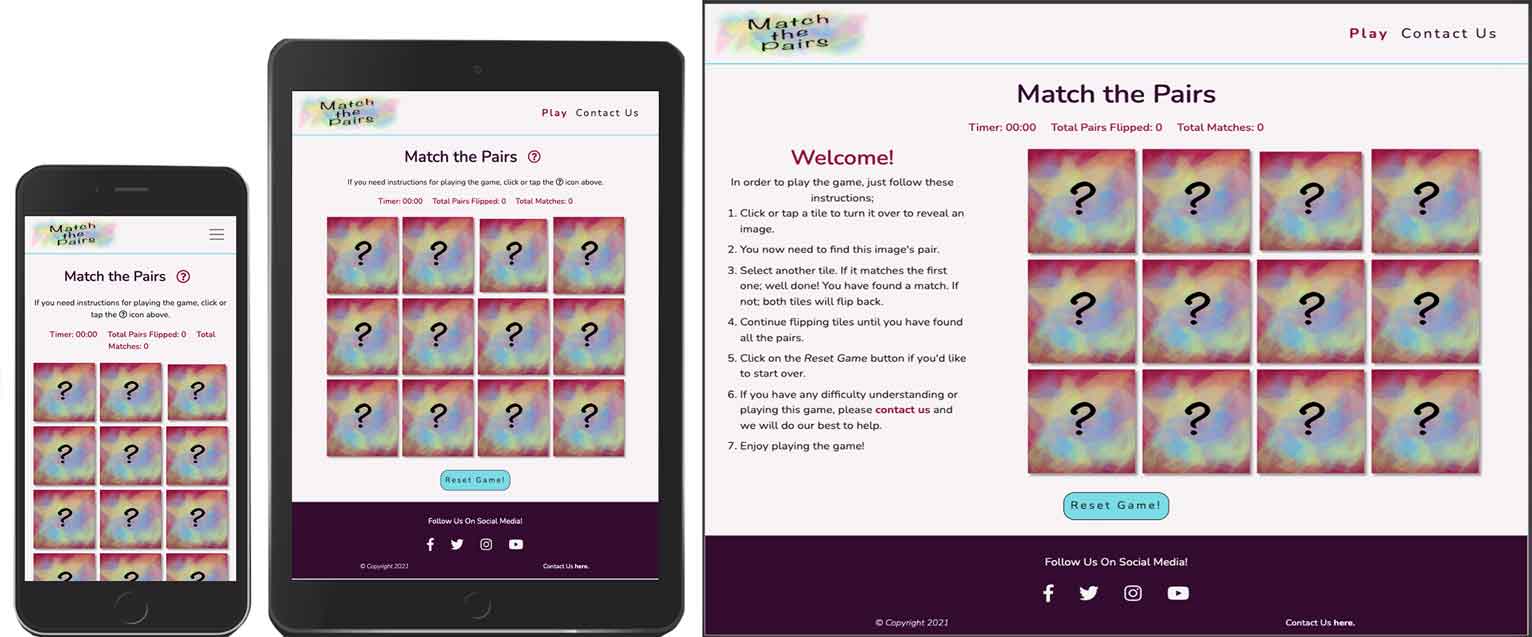 Match
the
Pairs
Match the Pairs ?
If you need instructions for playing the game, click or
tap the ? icon above.
Timer: 00:00 Total Pairs Flipped: 0 Total
Matches: 0
? ? ?
? ? ?
? ? ?
? ? ?
Match
the
Pairs
Play Contact Us
Match the Pairs ?
If you need instructions for playing the game, click or tap the ? icon above.
Timer: 00:00 Total Pairs Flipped: 0 Total Matches: 0
? ? ? ?
? ? ? ?
? ? ? ?
Reset Game!
Follow Us On Social Media!
© Copyright 2021
Contact Us here.
Match
the
Pairs
Play Contact Us
Match the Pairs
Timer: 00:00 Total Pairs Flipped: 0 Total Matches: 0
Welcome!
In order to play the game, just follow these
instructions;
1. Click or tap a tile to turn it over to reveal an
image.
2. You now need to find this image's pair.
3. Select another tile. If it matches the first
one; well done! You have found a match. If
not; both tiles will flip back.
4. Continue flipping tiles until you have found
all the pairs.
5. Click on the Reset Game button if you'd like
to start over.
6. If you have any difficulty understanding or
playing this game, please contact us and
we will do our best to help.
7. Enjoy playing the game!
? ? ? ?
? ? ? ?
? ? ? ?
Reset Game!
Follow Us On Social Media!
© Copyright 2021
Contact Us here.